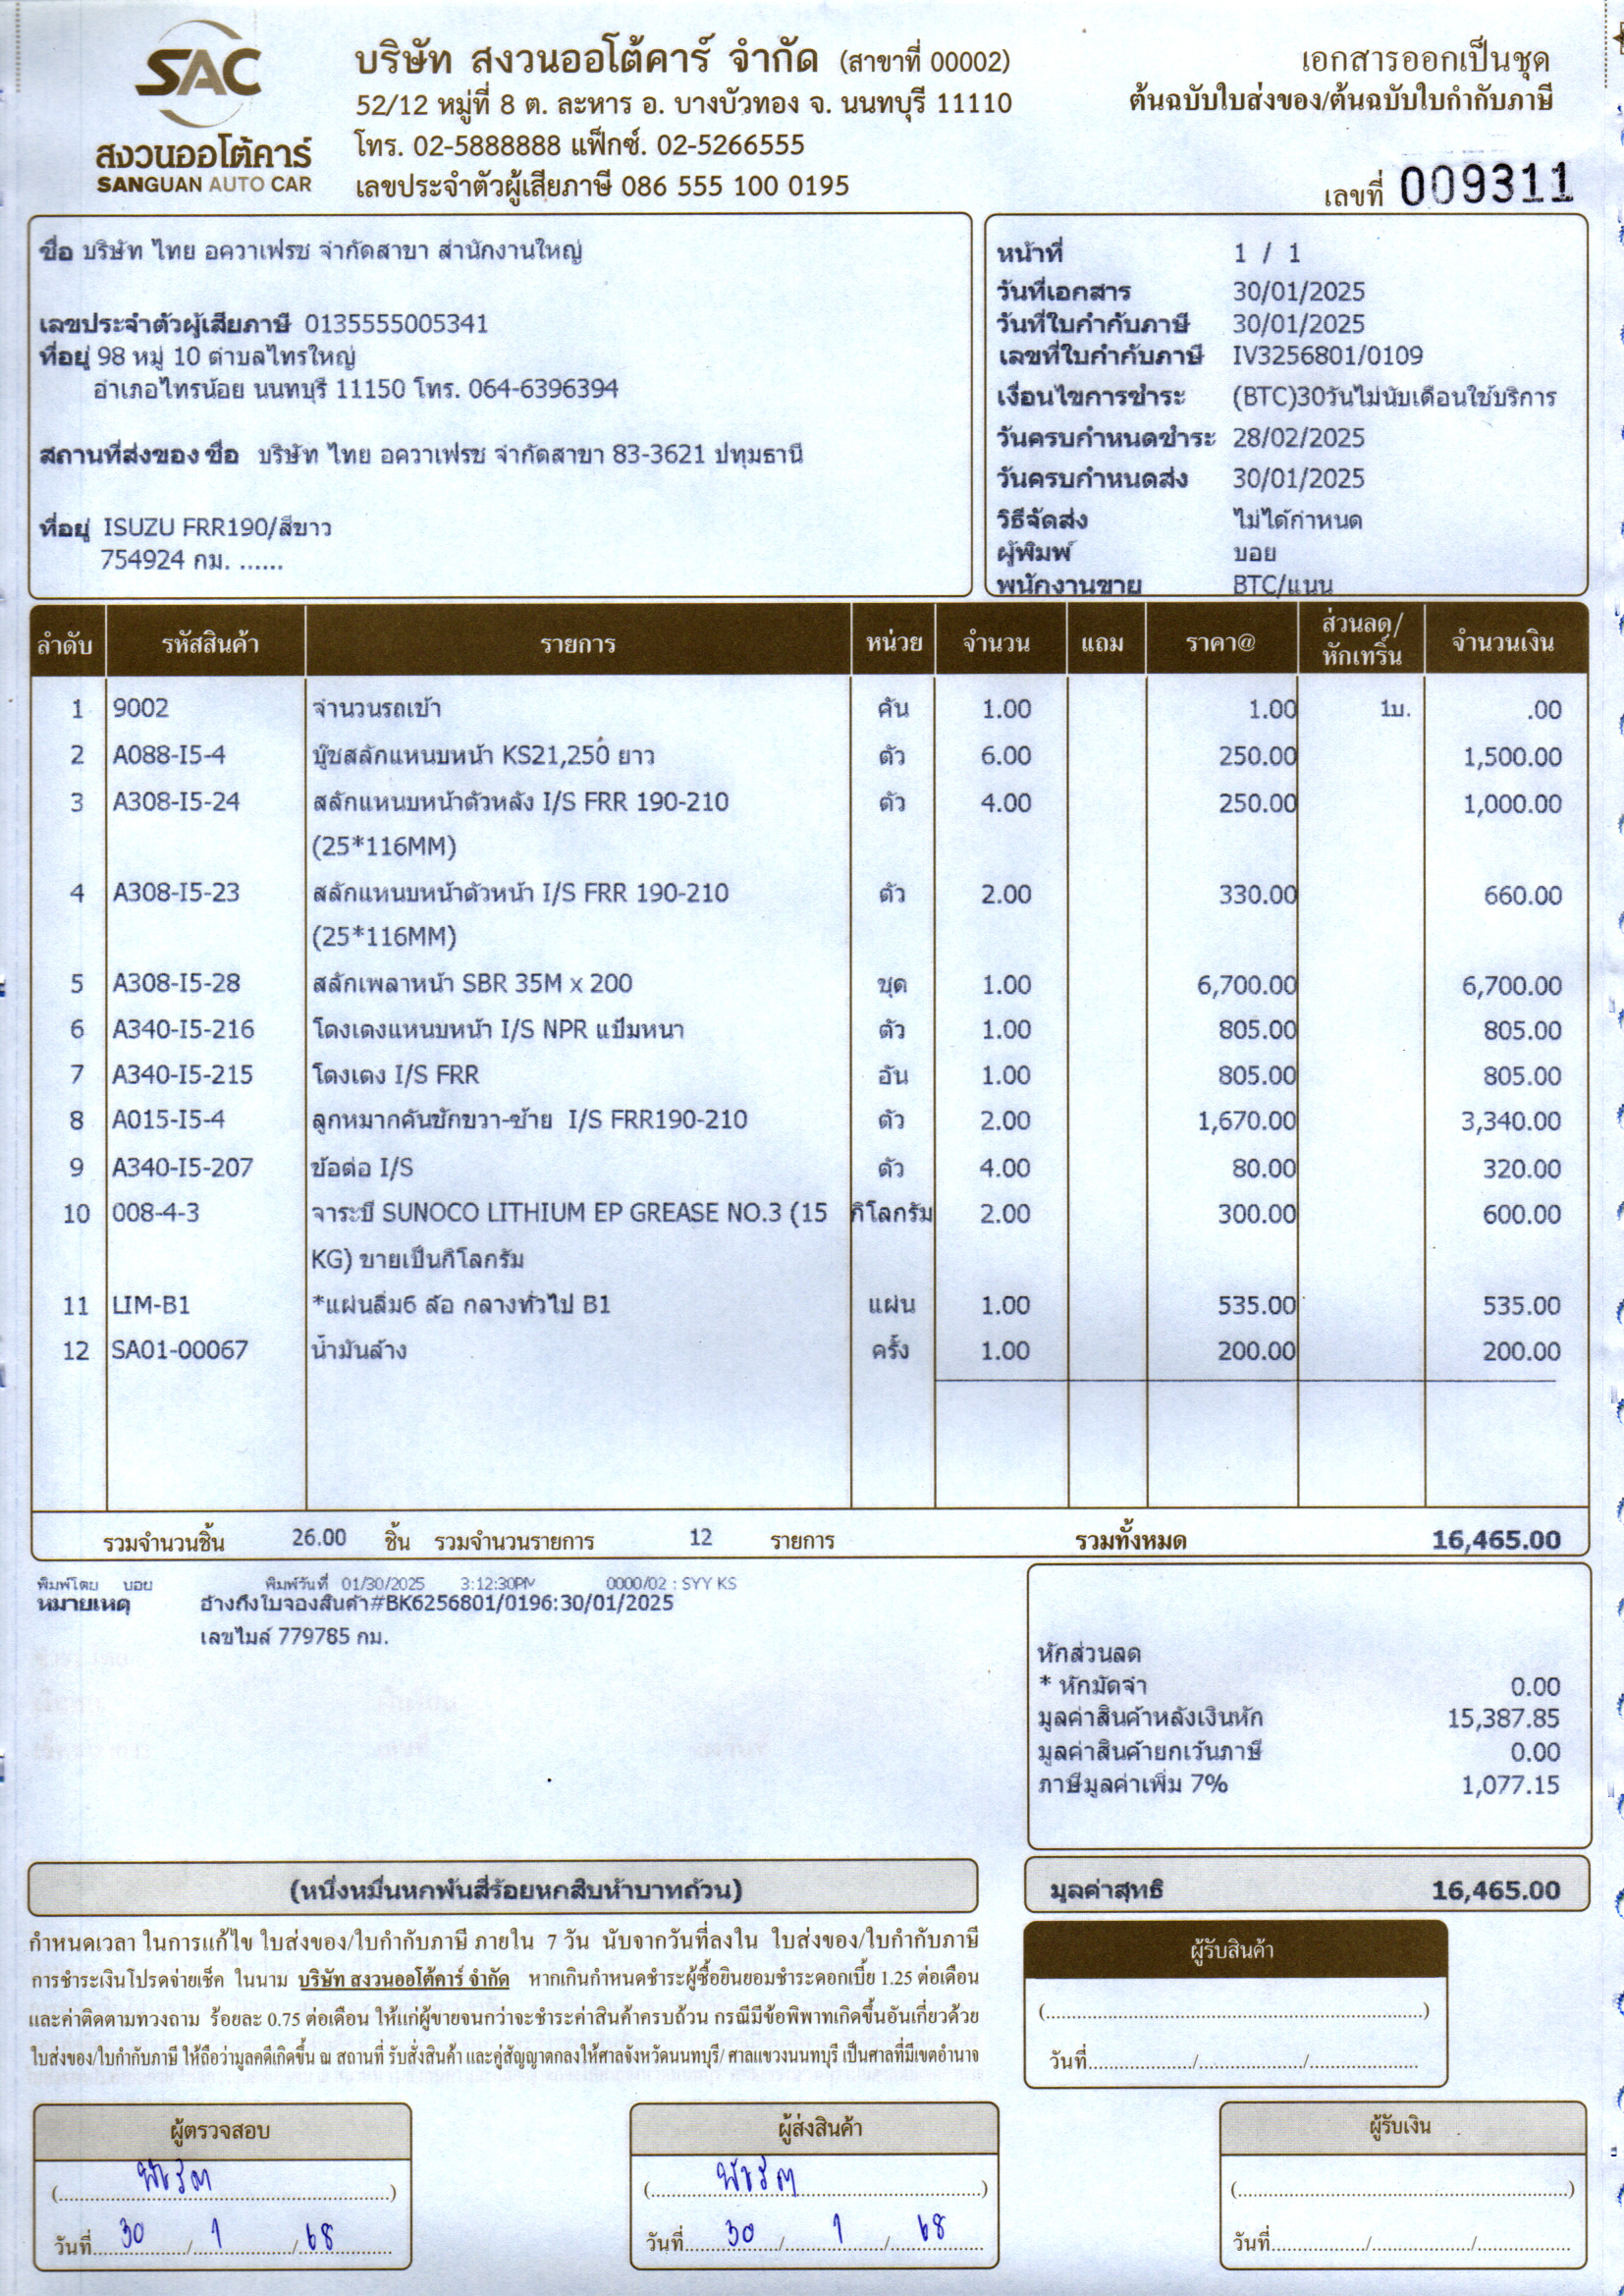 SAC
สงวนออโต้คาร์
SANGUAN AUTO CAR
บริษัท สงวนออโต้คาร์ จำกัด (สาขาที่ 00002)
52/12 หมู่ที่ 8 ต. ละหาร อ. บางบัวทอง จ. นนทบุรี 11110
โทร. 02-5888888 แฟ็กซ์. 02-5266555
เลขประจำตัวผู้เสียภาษี 086 555 100 0195
เอกสารออกเป็นชุด
ต้นฉบับใบส่งของ/ต้นฉบับใบกำกับภาษี
เลขที่ 009311
ชื่อ บริษัท ไทย อควาเฟรช จำกัดสาขา สำนักงานใหญ่
เลขประจำตัวผู้เสียภาษี 0135555005341
ที่อยู่ 98 หมู่ 10 ตำบลไทรใหญ่
อำเภอไทรน้อย นนทบุรี 11150 โทร. 064-6396394
สถานที่ส่งของ ชื่อ บริษัท ไทย อควาเฟรช จำกัดสาขา 83-3621 ปทุมธานี
ที่อยู่ ISUZU FRR190/สีขาว
754924 กม. ......
หน้าที่ 1 / 1
วันที่เอกสาร 30/01/2025
วันที่ใบกำกับภาษี 30/01/2025
เลขที่ใบกำกับภาษี IV3256801/0109
เงื่อนไขการชำระ (BTC)30วันไม่นับเดือนใช้บริการ
วันครบกำหนดชำระ 28/02/2025
วันครบกำหนดส่ง 30/01/2025
วิธีจัดส่ง ไม่ได้กำหนด
ผู้พิมพ์ บอย
พนักงานขาย BTC/แนน
ลำดับ รหัสสินค้า รายการ หน่วย จำนวน แถม ราคา@ ส่วนลด/หักเทริ์น จำนวนเงิน
1 9002 จำนวนรถเข้า คัน 1.00 1.00 1บ. .00
2 A088-I5-4 บู๊ชสลักแหนบหน้า KS21,250 ยาว ตัว 6.00 250.00 1,500.00
3 A308-I5-24 สลักแหนบหน้าตัวหลัง I/S FRR 190-210 ตัว 4.00 250.00 1,000.00
(25*116MM)
4 A308-I5-23 สลักแหนบหน้าตัวหน้า I/S FRR 190-210 ตัว 2.00 330.00 660.00
(25*116MM)
5 A308-I5-28 สลักเพลาหน้า SBR 35M x 200 ชุด 1.00 6,700.00 6,700.00
6 A340-I5-216 โตงเตงแหนบหน้า I/S NPR แป๊มหนา ตัว 1.00 805.00 805.00
7 A340-I5-215 โตงเตง I/S FRR อัน 1.00 805.00 805.00
8 A015-I5-4 ลูกหมากคันชักขวา-ซ้าย I/S FRR190-210 ตัว 2.00 1,670.00 3,340.00
9 A340-I5-207 ข้อต่อ I/S ตัว 4.00 80.00 320.00
10 008-4-3 จาระบี SUNOCO LITHIUM EP GREASE NO.3 (15 กิโลกรัม 2.00 300.00 600.00
KG) ขายเป็นกิโลกรัม
11 LIM-B1 *แผ่นลิ่ม6 ล้อ กลางทั่วไป B1 แผ่น 1.00 535.00 535.00
12 SA01-00067 น้ำมันล้าง ครั้ง 1.00 200.00 200.00
รวมจำนวนชิ้น 26.00 ชิ้น รวมจำนวนรายการ 12 รายการ รวมทั้งหมด 16,465.00
พิมพ์โดย บอย พิมพ์วันที่ 01/30/2025 3:12:30PM 0000/02 : SYY KS
หมายเหตุ อ้างถึงใบจองสินค้า#BK6256801/0196:30/01/2025
เลขไมล์ 779785 กม.
หักส่วนลด
* หักมัดจำ 0.00
มูลค่าสินค้าหลังเงินหัก 15,387.85
มูลค่าสินค้ายกเว้นภาษี 0.00
ภาษีมูลค่าเพิ่ม 7% 1,077.15
(หนึ่งหมื่นหกพันสี่ร้อยหกสิบห้าบาทถ้วน)
มูลค่าสุทธิ 16,465.00
กำหนดเวลา ในการแก้ไข ใบส่งของ/ใบกำกับภาษี ภายใน 7 วัน นับจากวันที่ลงใน ใบส่งของ/ใบกำกับภาษี
การชำระเงินโปรดจ่ายเช็ค ในนาม บริษัท สงวนออโต้คาร์ จำกัด หากเกินกำหนดชำระผู้ซื้อยินยอมชำระดอกเบี้ย 1.25 ต่อเดือน
และค่าติดตามทวงถาม ร้อยละ 0.75 ต่อเดือน ให้แก่ผู้ขายจนกว่าจะชำระค่าสินค้าครบถ้วน กรณีมีข้อพิพาทเกิดขึ้นอันเกี่ยวด้วย
ใบส่งของ/ใบกำกับภาษี ให้ถือว่ามูลคดีเกิดขึ้น ณ สถานที่ รับสั่งสินค้า และคู่สัญญาตกลงให้ศาลจังหวัดนนทบุรี/ ศาลแขวงนนทบุรี เป็นศาลที่มีเขตอำนาจ
ผู้รับสินค้า
(..........)
วันที่........../........../..........
ผู้ตรวจสอบ
วันที่ 30 / 1 / 68
ผู้ส่งสินค้า
วันที่ 30 / 1 / 68
ผู้รับเงิน
(..........)
วันที่........../........../..........